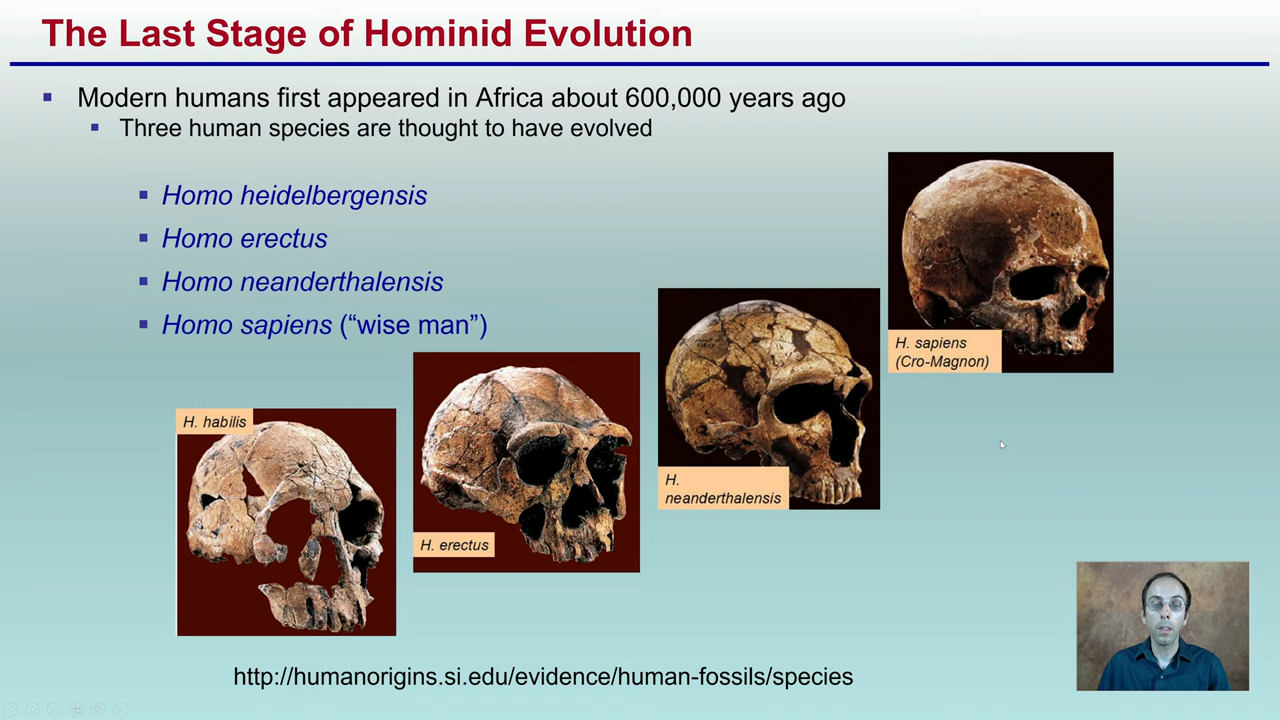 The Last Stage of Hominid Evolution
Modern humans first appeared in Africa about 600,000 years ago
Three human species are thought to have evolved
Homo heidelbergensis
Homo erectus
Homo neanderthalensis
Homo sapiens (“wise man”)
H. sapiens
(Cro-Magnon)
H. habilis
H.
neanderthalensis
H. erectus
http://humanorigins.si.edu/evidence/human-fossils/species